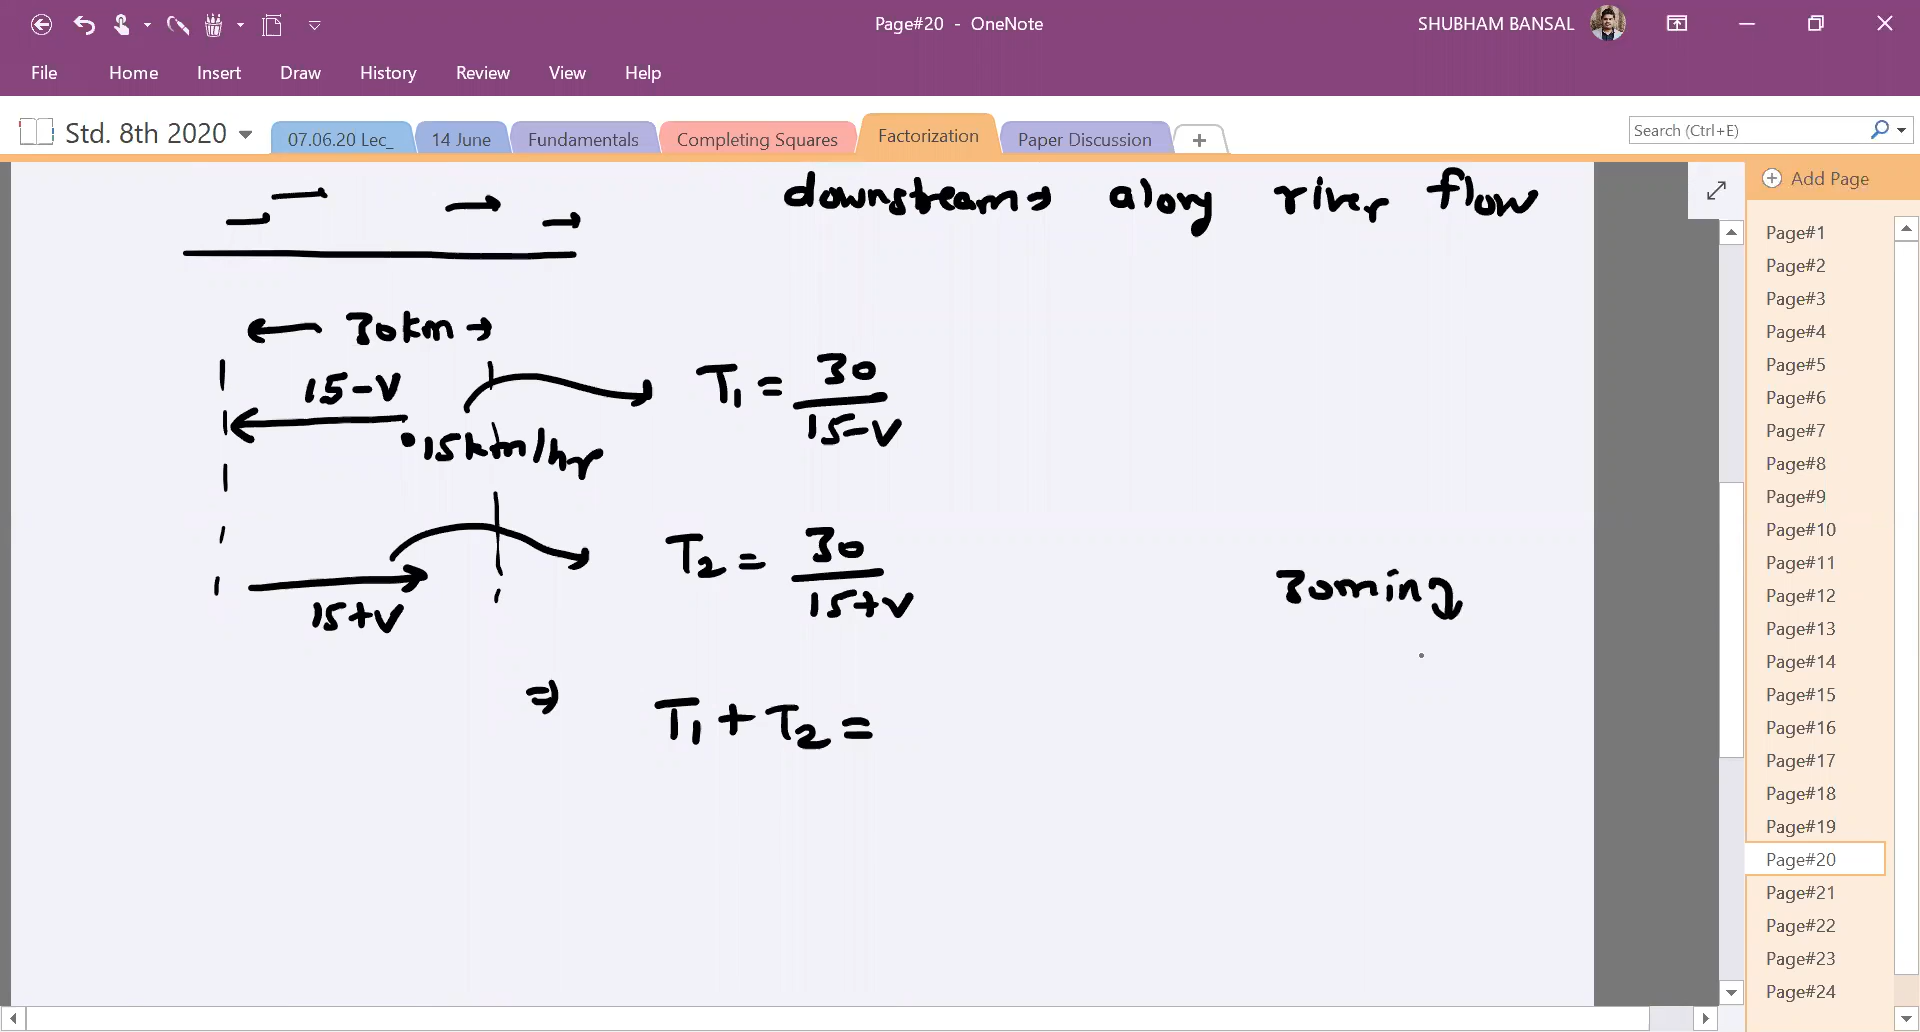 Page#20 - OneNote
SHUBHAM BANSAL
File Home Insert Draw History Review View Help
Std. 8th 2020
07.06.20 Lec_ 14 June Fundamentals Completing Squares Factorization Paper Discussion +
Search (Ctrl+E)
Add Page
downstream→ along river flow
← 30km →
15-V
15km/hr
T₁ = 30/(15-V)
15+V
T₂ = 30/(15+V)
30min
⇒ T₁ + T₂ =
Page#1
Page#2
Page#3
Page#4
Page#5
Page#6
Page#7
Page#8
Page#9
Page#10
Page#11
Page#12
Page#13
Page#14
Page#15
Page#16
Page#17
Page#18
Page#19
Page#20
Page#21
Page#22
Page#23
Page#24